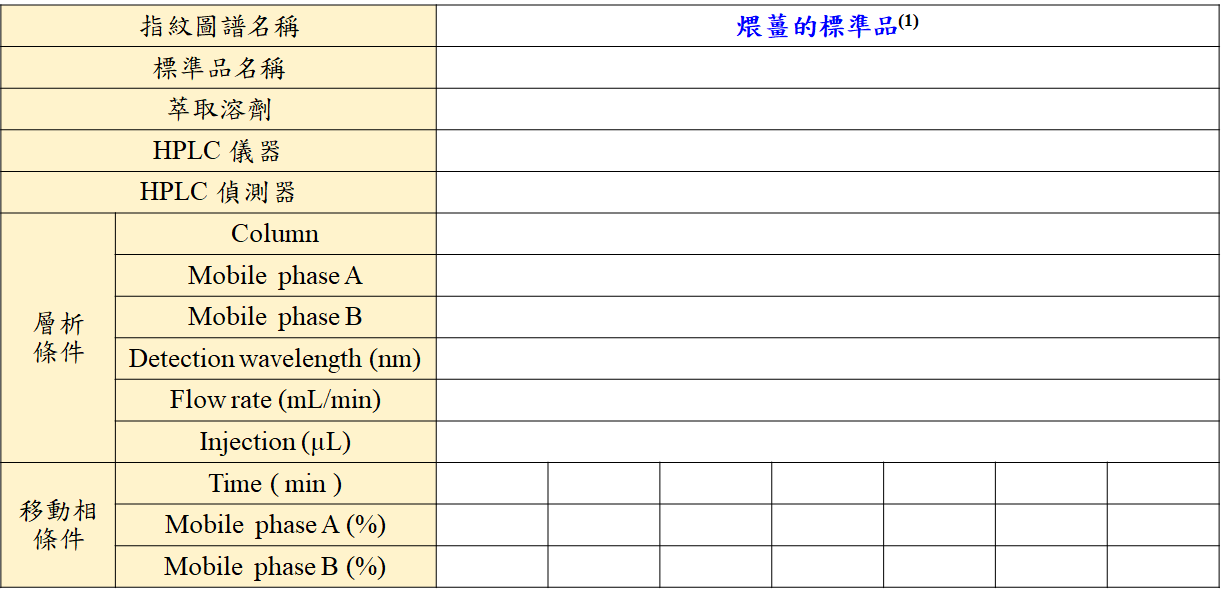 指紋圖譜名稱 煨薑的標準品(1)
標準品名稱
萃取溶劑
HPLC 儀器
HPLC 偵測器
層析
條件
Column
Mobile phase A
Mobile phase B
Detection wavelength (nm)
Flow rate (mL/min)
Injection (µL)
移動相
條件
Time ( min )
Mobile phase A (%)
Mobile phase B (%)